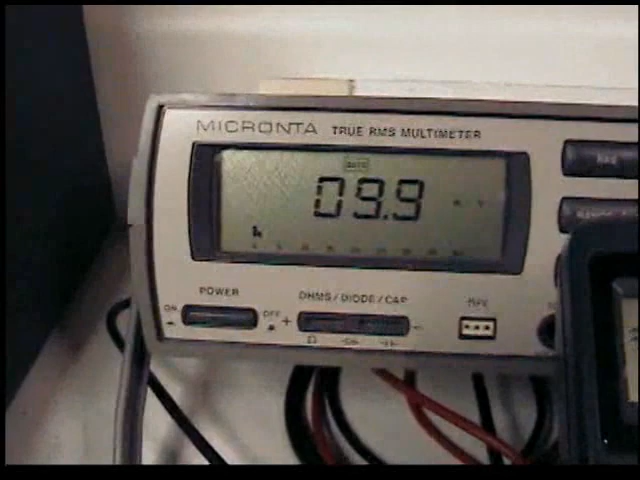 MICRONTA TRUE RMS MULTIMETER
AUTO
09.9
POWER
OHMS/DIODE/CAP
ON
OFF
+
-
Ω